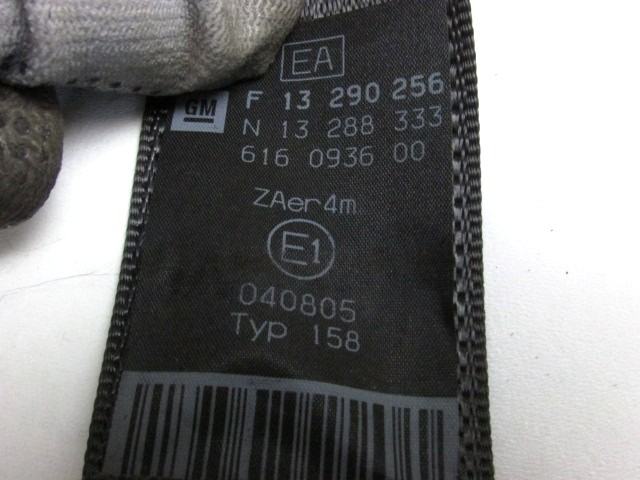 EA
GM F 13 290 256
N 13 288 333
616 0936 00
ZAer4m
E1
040805
Typ 158